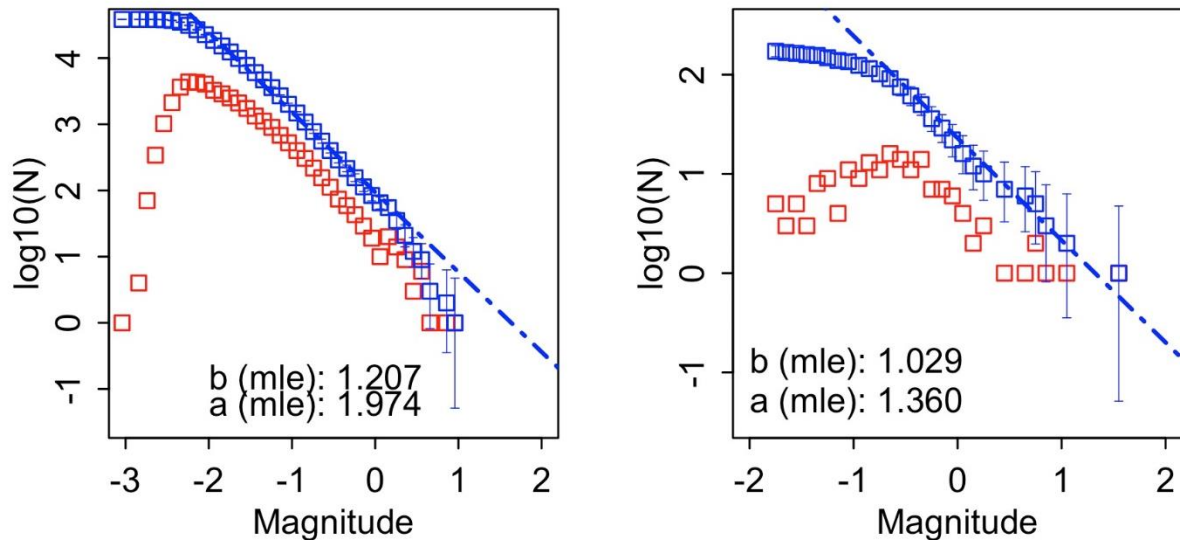 log10(N)
4
3
2
1
0
-1
b (mle): 1.207
a (mle): 1.974
-3 -2 -1 0 1 2
Magnitude
log10(N)
2
1
0
-1
b (mle): 1.029
a (mle): 1.360
-2 -1 0 1 2
Magnitude